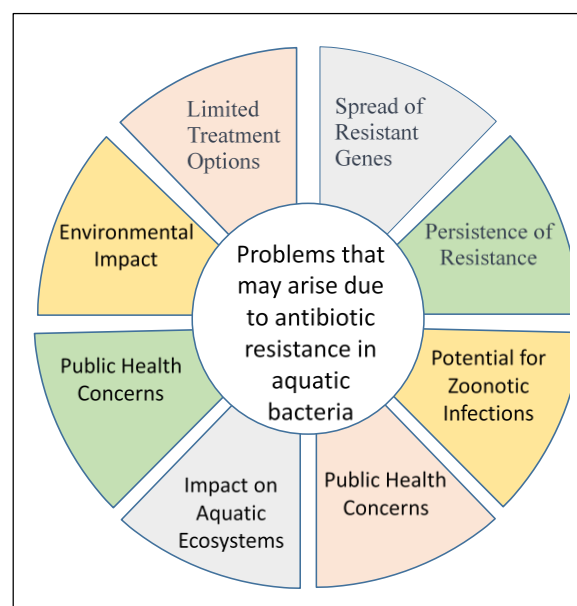 Limited
Treatment
Options
Spread of
Resistant
Genes
Persistence of
Resistance
Potential for
Zoonotic
Infections
Public Health
Concerns
Impact on
Aquatic
Ecosystems
Public Health
Concerns
Environmental
Impact
Problems that
may arise due
to antibiotic
resistance in
aquatic
bacteria